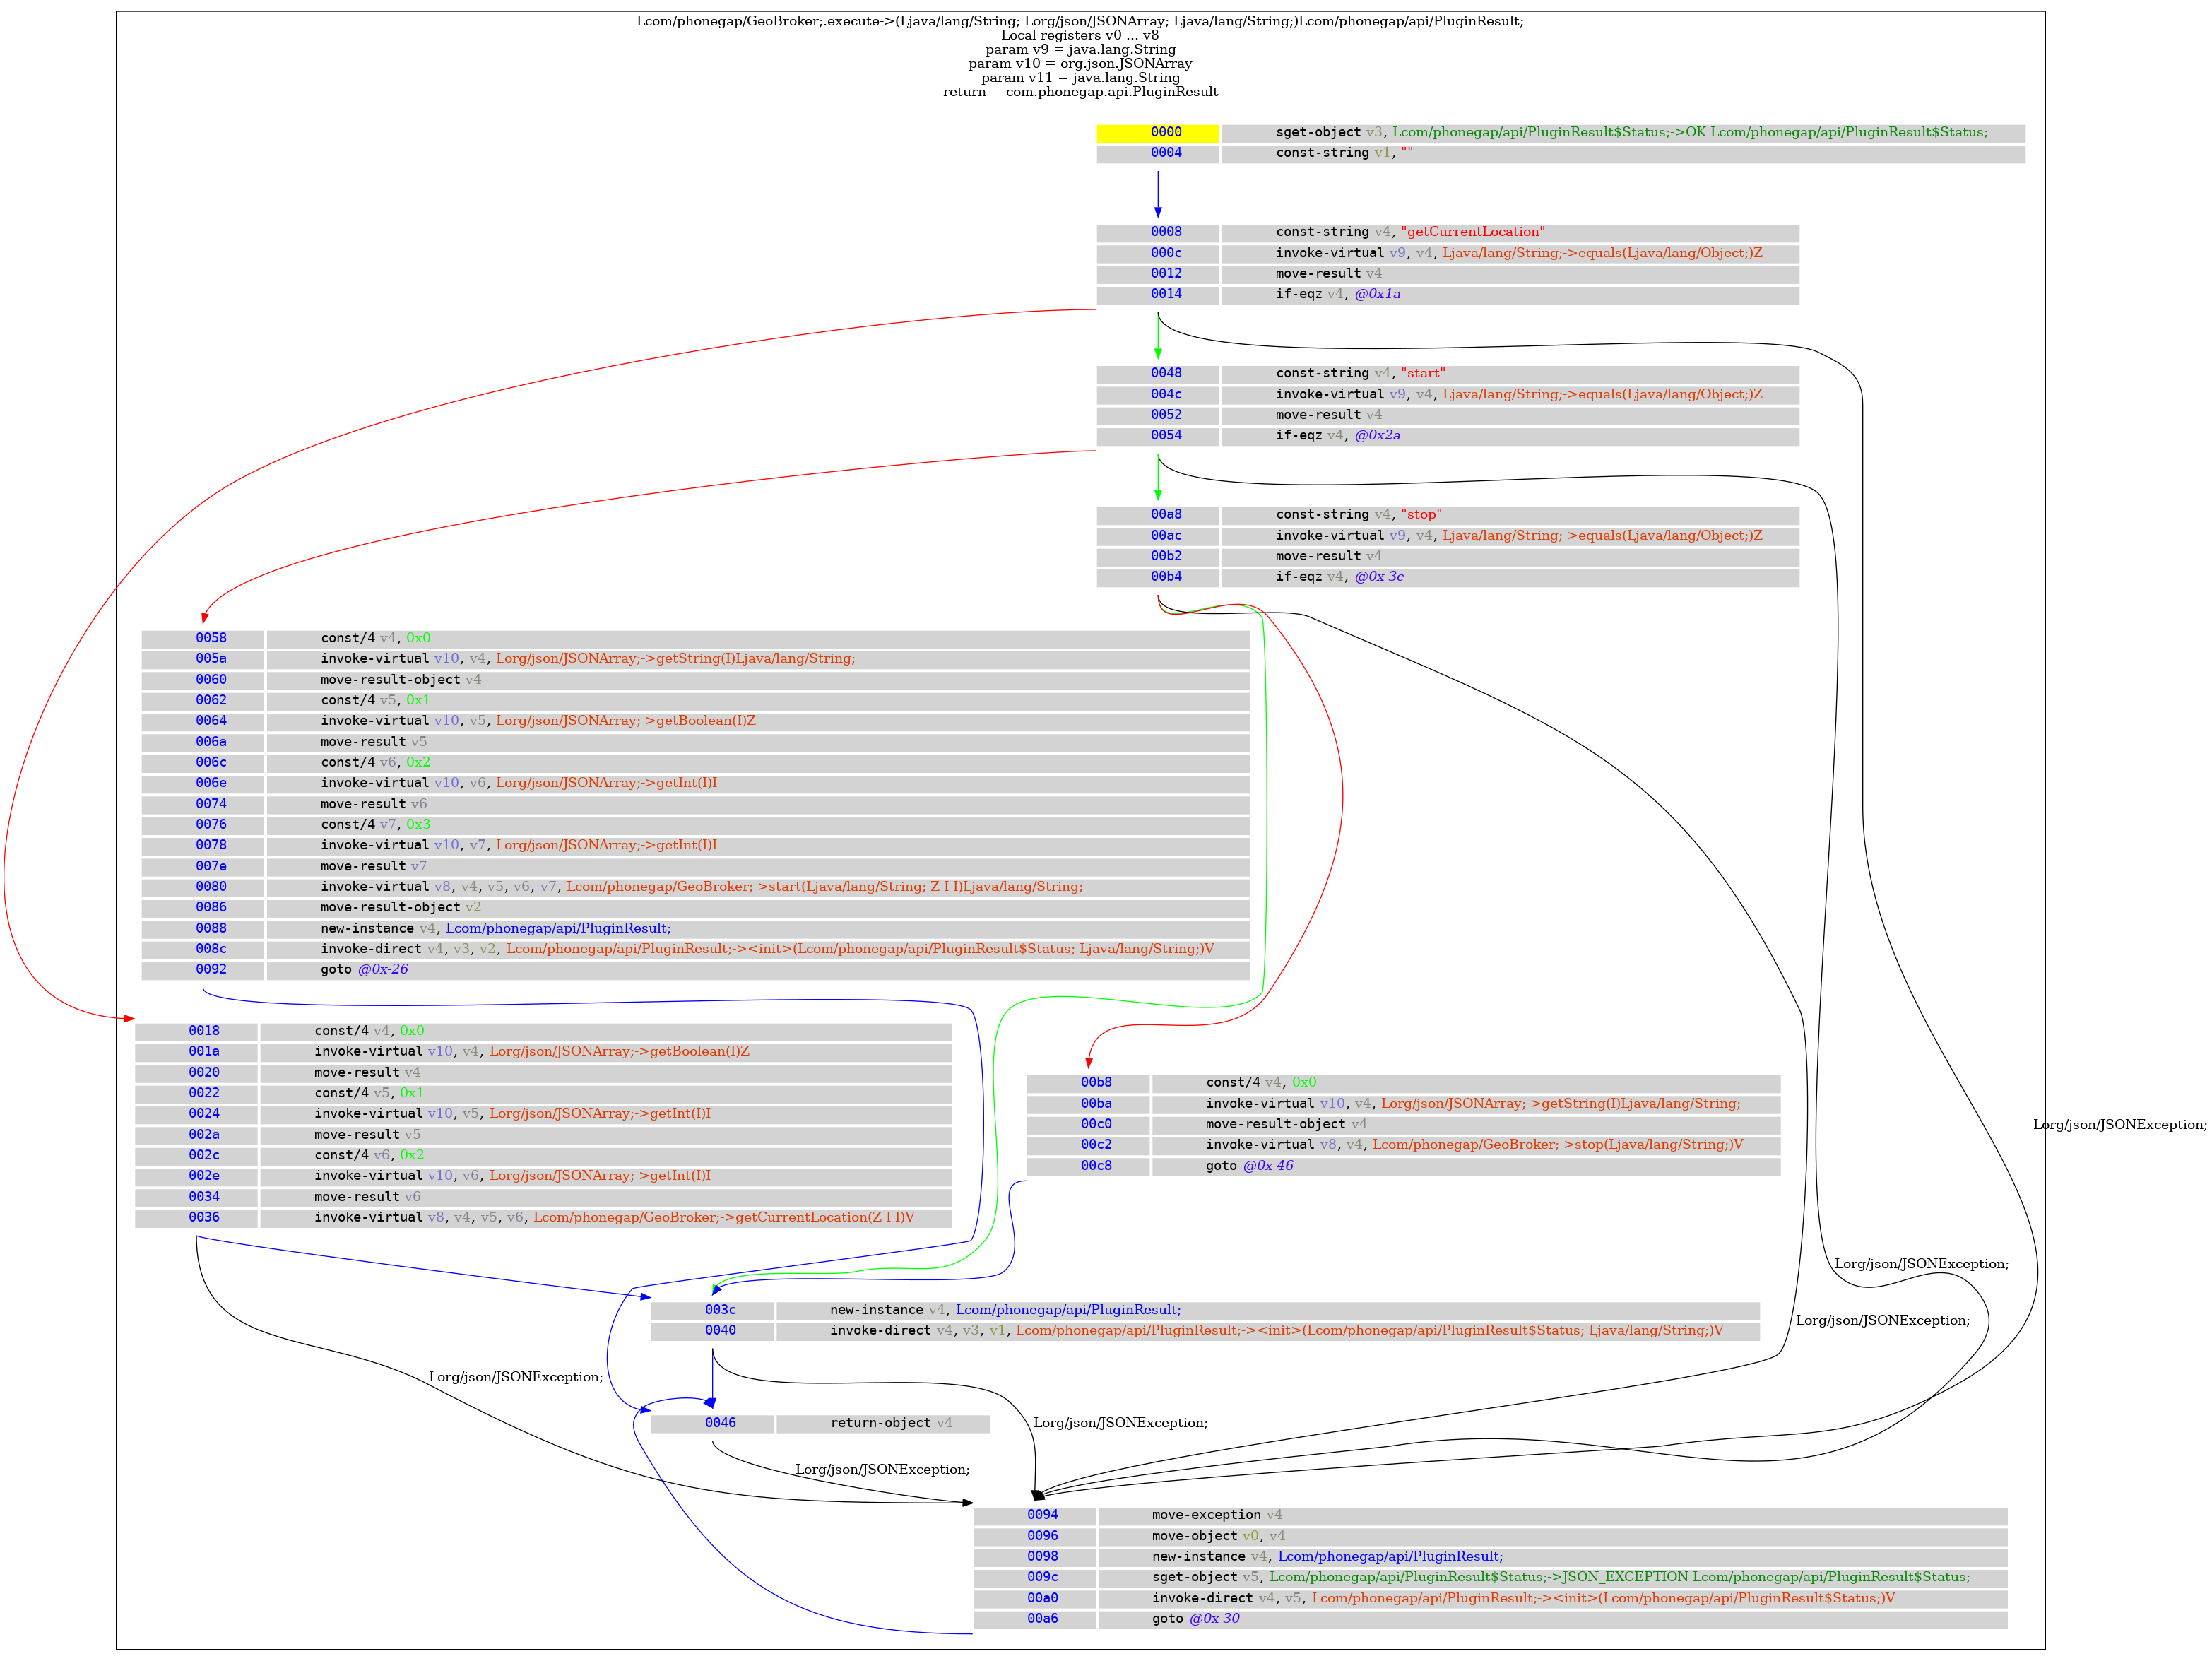 Lcom/phonegap/GeoBroker;.execute->(Ljava/lang/String; Lorg/json/JSONArray; Ljava/lang/String;)Lcom/phonegap/api/PluginResult;
Local registers v0 ... v8
param v9 = java.lang.String
param v10 = org.json.JSONArray
param v11 = java.lang.String
return = com.phonegap.api.PluginResult
0000 sget-object v3, Lcom/phonegap/api/PluginResult$Status;->OK Lcom/phonegap/api/PluginResult$Status;
0004 const-string v1, ""
0008 const-string v4, "getCurrentLocation"
000c invoke-virtual v9, v4, Ljava/lang/String;->equals(Ljava/lang/Object;)Z
0012 move-result v4
0014 if-eqz v4, @0x1a
0048 const-string v4, "start"
004c invoke-virtual v9, v4, Ljava/lang/String;->equals(Ljava/lang/Object;)Z
0052 move-result v4
0054 if-eqz v4, @0x2a
00a8 const-string v4, "stop"
00ac invoke-virtual v9, v4, Ljava/lang/String;->equals(Ljava/lang/Object;)Z
00b2 move-result v4
00b4 if-eqz v4, @0x-3c
0058 const/4 v4, 0x0
005a invoke-virtual v10, v4, Lorg/json/JSONArray;->getString(I)Ljava/lang/String;
0060 move-result-object v4
0062 const/4 v5, 0x1
0064 invoke-virtual v10, v5, Lorg/json/JSONArray;->getBoolean(I)Z
006a move-result v5
006c const/4 v6, 0x2
006e invoke-virtual v10, v6, Lorg/json/JSONArray;->getInt(I)I
0074 move-result v6
0076 const/4 v7, 0x3
0078 invoke-virtual v10, v7, Lorg/json/JSONArray;->getInt(I)I
007e move-result v7
0080 invoke-virtual v8, v4, v5, v6, v7, Lcom/phonegap/GeoBroker;->start(Ljava/lang/String; Z I I)Ljava/lang/String;
0086 move-result-object v2
0088 new-instance v4, Lcom/phonegap/api/PluginResult;
008c invoke-direct v4, v3, v2, Lcom/phonegap/api/PluginResult;-><init>(Lcom/phonegap/api/PluginResult$Status; Ljava/lang/String;)V
0092 goto @0x-26
0018 const/4 v4, 0x0
001a invoke-virtual v10, v4, Lorg/json/JSONArray;->getBoolean(I)Z
0020 move-result v4
0022 const/4 v5, 0x1
0024 invoke-virtual v10, v5, Lorg/json/JSONArray;->getInt(I)I
002a move-result v5
002c const/4 v6, 0x2
002e invoke-virtual v10, v6, Lorg/json/JSONArray;->getInt(I)I
0034 move-result v6
0036 invoke-virtual v8, v4, v5, v6, Lcom/phonegap/GeoBroker;->getCurrentLocation(Z I I)V
00b8 const/4 v4, 0x0
00ba invoke-virtual v10, v4, Lorg/json/JSONArray;->getString(I)Ljava/lang/String;
00c0 move-result-object v4
00c2 invoke-virtual v8, v4, Lcom/phonegap/GeoBroker;->stop(Ljava/lang/String;)V
00c8 goto @0x-46
Lorg/json/JSONException;
Lorg/json/JSONException;
Lorg/json/JSONException;
003c new-instance v4, Lcom/phonegap/api/PluginResult;
0040 invoke-direct v4, v3, v1, Lcom/phonegap/api/PluginResult;-><init>(Lcom/phonegap/api/PluginResult$Status; Ljava/lang/String;)V
Lorg/json/JSONException;
Lorg/json/JSONException;
0046 return-object v4
Lorg/json/JSONException;
0094 move-exception v4
0096 move-object v0, v4
0098 new-instance v4, Lcom/phonegap/api/PluginResult;
009c sget-object v5, Lcom/phonegap/api/PluginResult$Status;->JSON_EXCEPTION Lcom/phonegap/api/PluginResult$Status;
00a0 invoke-direct v4, v5, Lcom/phonegap/api/PluginResult;-><init>(Lcom/phonegap/api/PluginResult$Status;)V
00a6 goto @0x-30